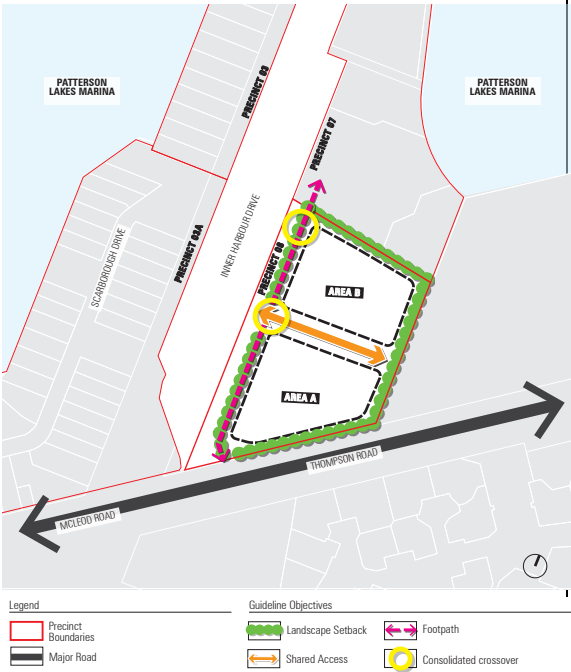 PATTERSON
LAKES MARINA
PATTERSON
LAKES MARINA
PRECINCT 03
PRECINCT 07
SCARBOROUGH DRIVE
PRECINCT 03A
INNER HARBOUR DRIVE
PRECINCT 06
AREA B
AREA A
THOMPSON ROAD
MCLEOD ROAD
Legend
Precinct
Boundaries
Major Road
Guideline Objectives
Landscape Setback
Footpath
Shared Access
Consolidated crossover